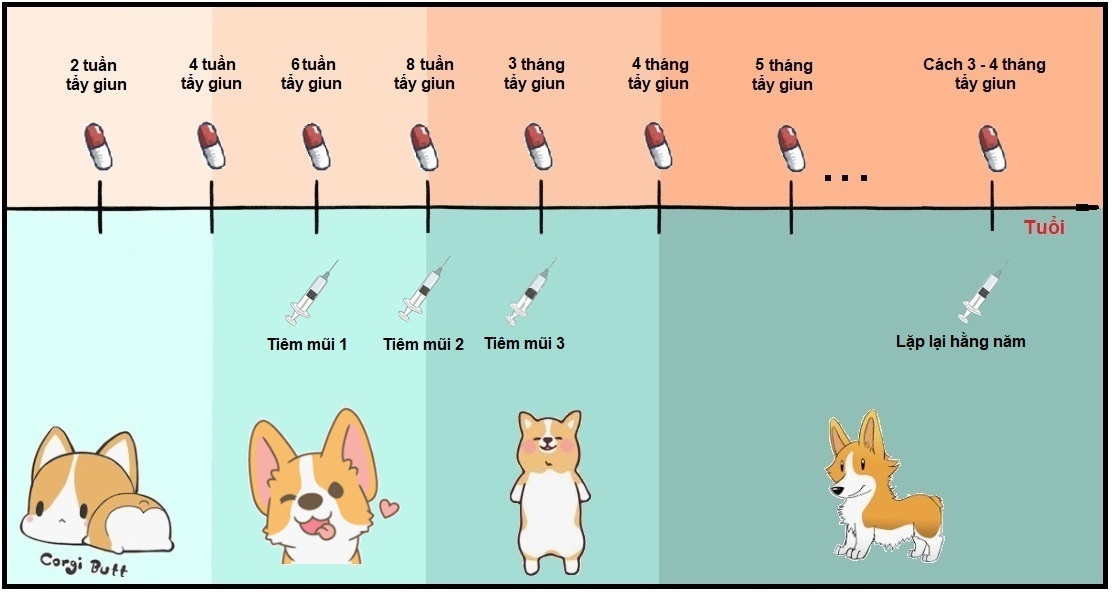 2 tuần
tẩy giun
4 tuần
tẩy giun
6 tuần
tẩy giun
8 tuần
tẩy giun
3 tháng
tẩy giun
4 tháng
tẩy giun
5 tháng
tẩy giun
Cách 3 - 4 tháng
tẩy giun
...
Tuổi
Tiêm mũi 1
Tiêm mũi 2
Tiêm mũi 3
Lặp lại hằng năm
Corgi Butt